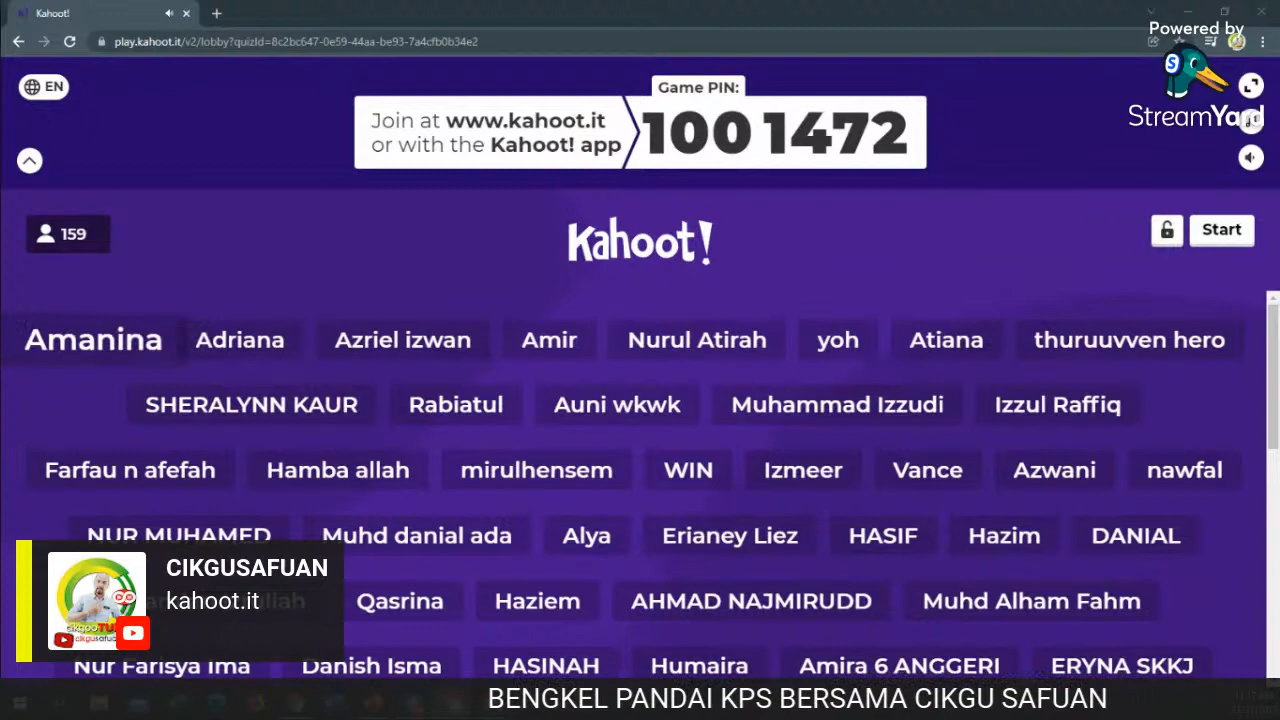 Kahoot!
play.kahoot.it/v2/lobby?quizId=8c2bc647-0e59-44aa-be93-7a4cfb0b34e2
Powered by
StreamYard
EN
Game PIN:
Join at www.kahoot.it
or with the Kahoot! app
100 1472
159
Kahoot!
Start
Amanina Adriana Azriel izwan Amir Nurul Atirah yoh Atiana thuruuvven hero
SHERALYNN KAUR Rabiatul Auni wkwk Muhammad Izzudi Izzul Raffiq
Farfau n afefah Hamba allah mirulhensem WIN Izmeer Vance Azwani nawfal
NUR MUHAMED Muhd danial ada Alya Erianey Liez HASIF Hazim DANIAL
CIKGUSAFUAN
kahoot.it
Qasrina Haziem AHMAD NAJMIRUDD Muhd Alham Fahm
Nur Farisya Ima Danish Isma HASINAH Humaira Amira 6 ANGGERI ERYNA SKKJ
BENGKEL PANDAI KPS BERSAMA CIKGU SAFUAN